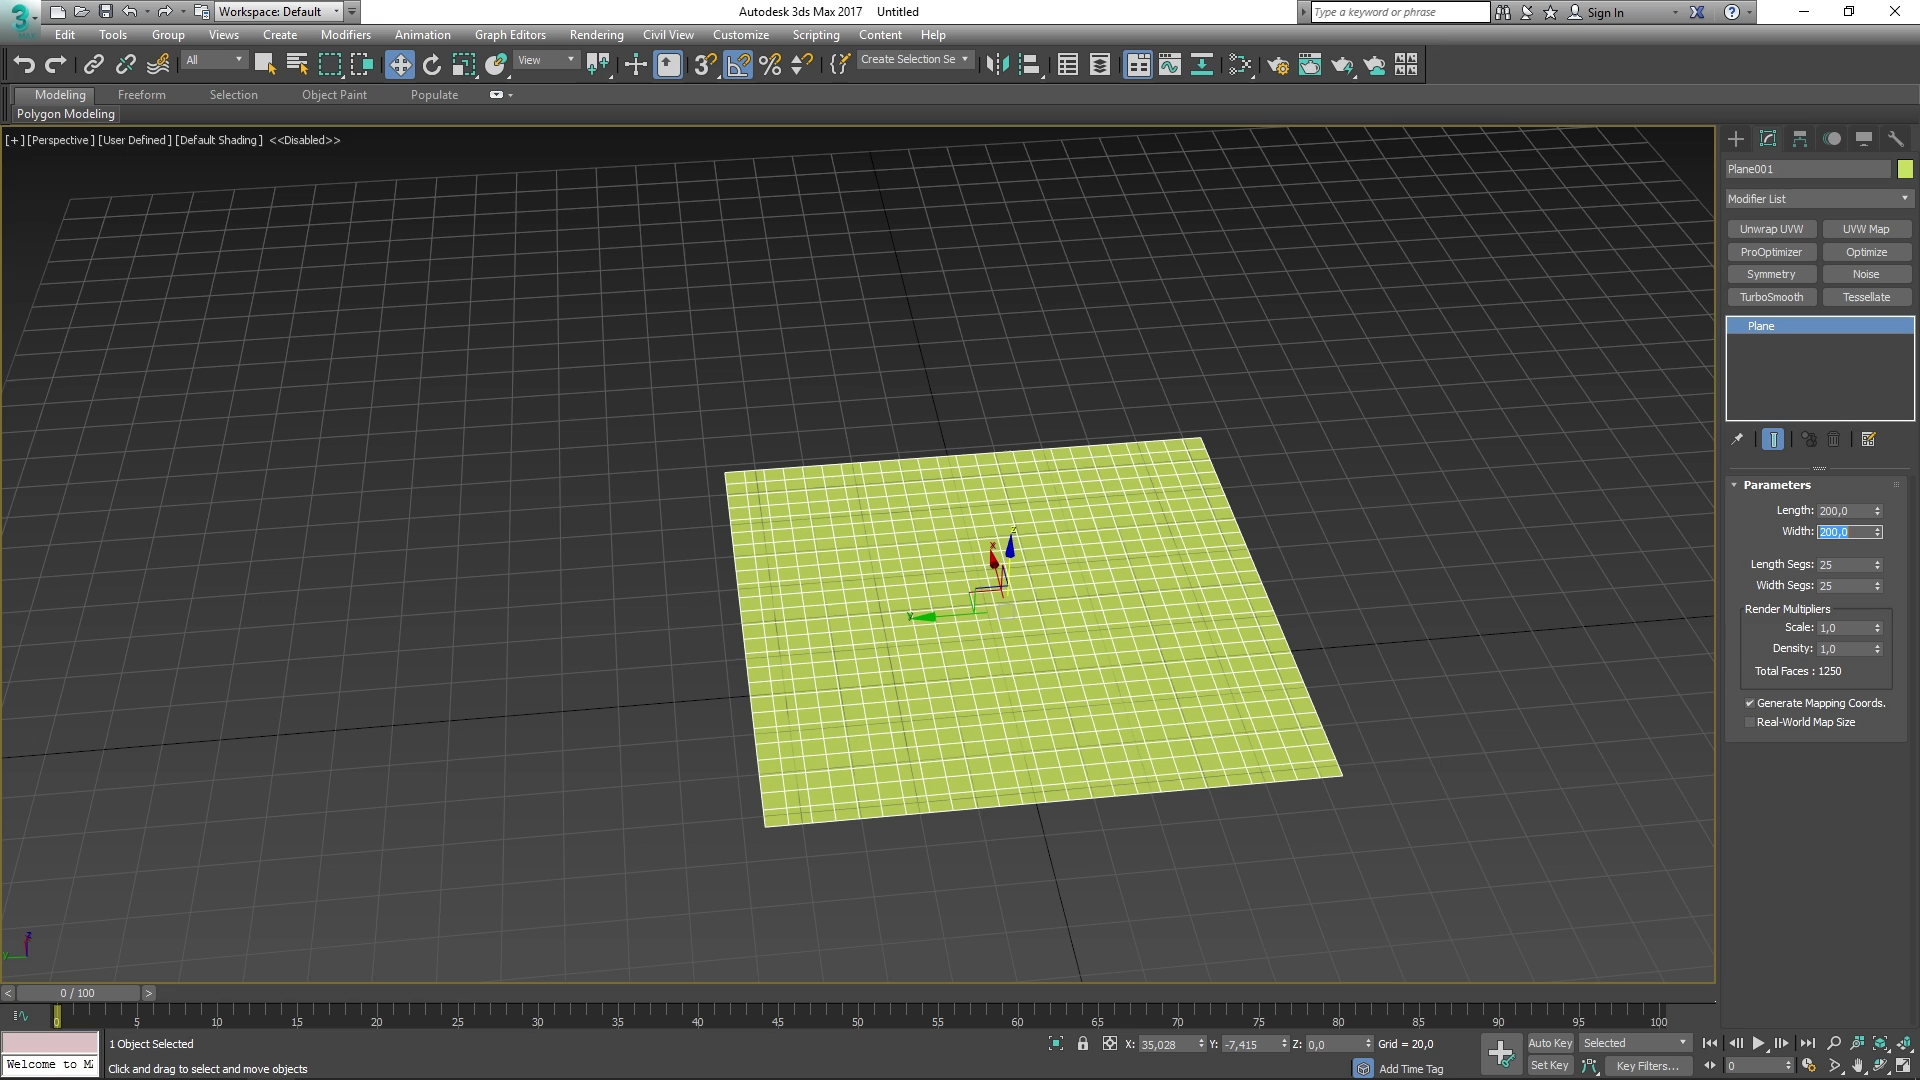 Workspace: Default
Autodesk 3ds Max 2017 Untitled
Type a keyword or phrase
Sign In
Edit Tools Group Views Create Modifiers Animation Graph Editors Rendering Civil View Customize Scripting Content Help
All
View
Create Selection Se
Modeling Freeform Selection Object Paint Populate
Polygon Modeling
[+] [Perspective] [User Defined] [Default Shading] <<Disabled>>
Plane001
Modifier List
Unwrap UVW UVW Map
ProOptimizer Optimize
Symmetry Noise
TurboSmooth Tessellate
Plane
Parameters
Length: 200,0
Width: 200,0
Length Segs: 25
Width Segs: 25
Render Multipliers
Scale: 1,0
Density: 1,0
Total Faces : 1250
Generate Mapping Coords.
Real-World Map Size
z
x
y
z
y
< 0 / 100 >
0 5 10 15 20 25 30 35 40 45 50 55 60 65 70 75 80 85 90 95 100
1 Object Selected
X: 35,028 Y: -7,415 Z: 0,0 Grid = 20,0
Auto Key Selected
Welcome to M
Click and drag to select and move objects
Add Time Tag
Set Key Key Filters...
0